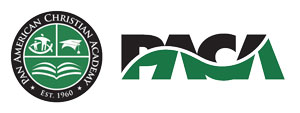 PAN AMERICAN CHRISTIAN ACADEMY
EST. 1960
PACA